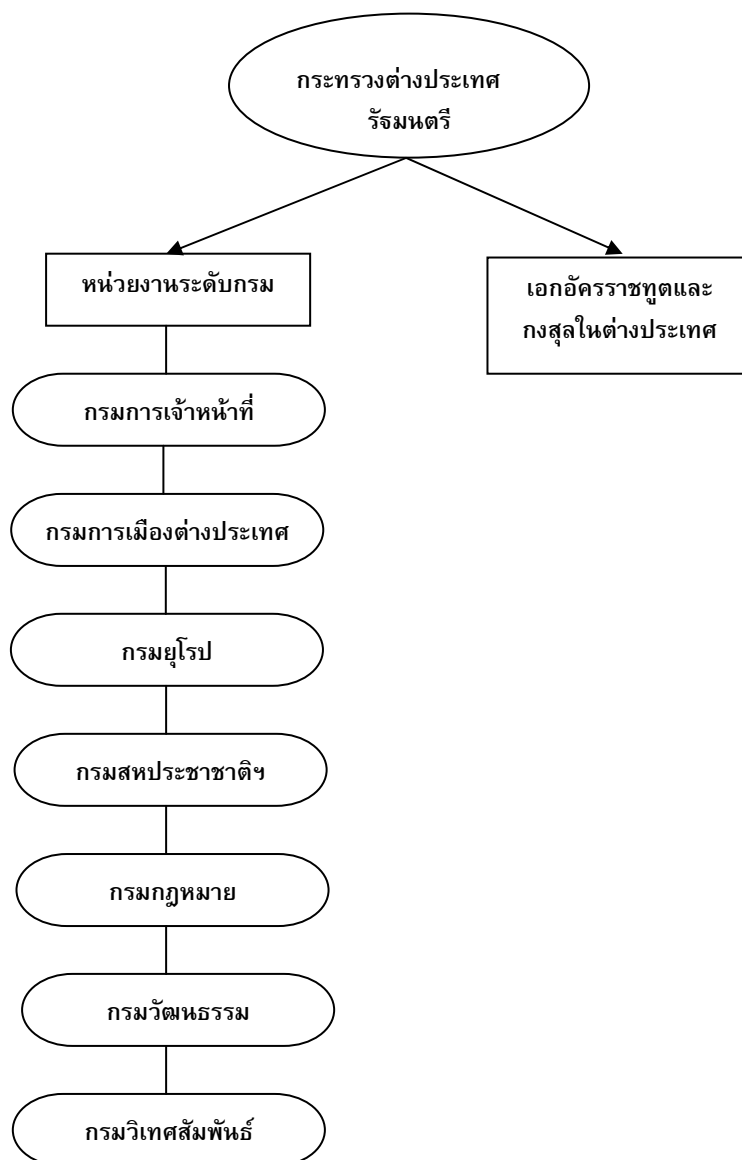 กระทรวงต่างประเทศ
รัฐมนตรี
หน่วยงานระดับกรม
เอกอัครราชทูตและ
กงสุลในต่างประเทศ
กรมการเจ้าหน้าที่
กรมการเมืองต่างประเทศ
กรมยุโรป
กรมสหประชาชาติฯ
กรมกฎหมาย
กรมวัฒนธรรม
กรมวิเทศสัมพันธ์